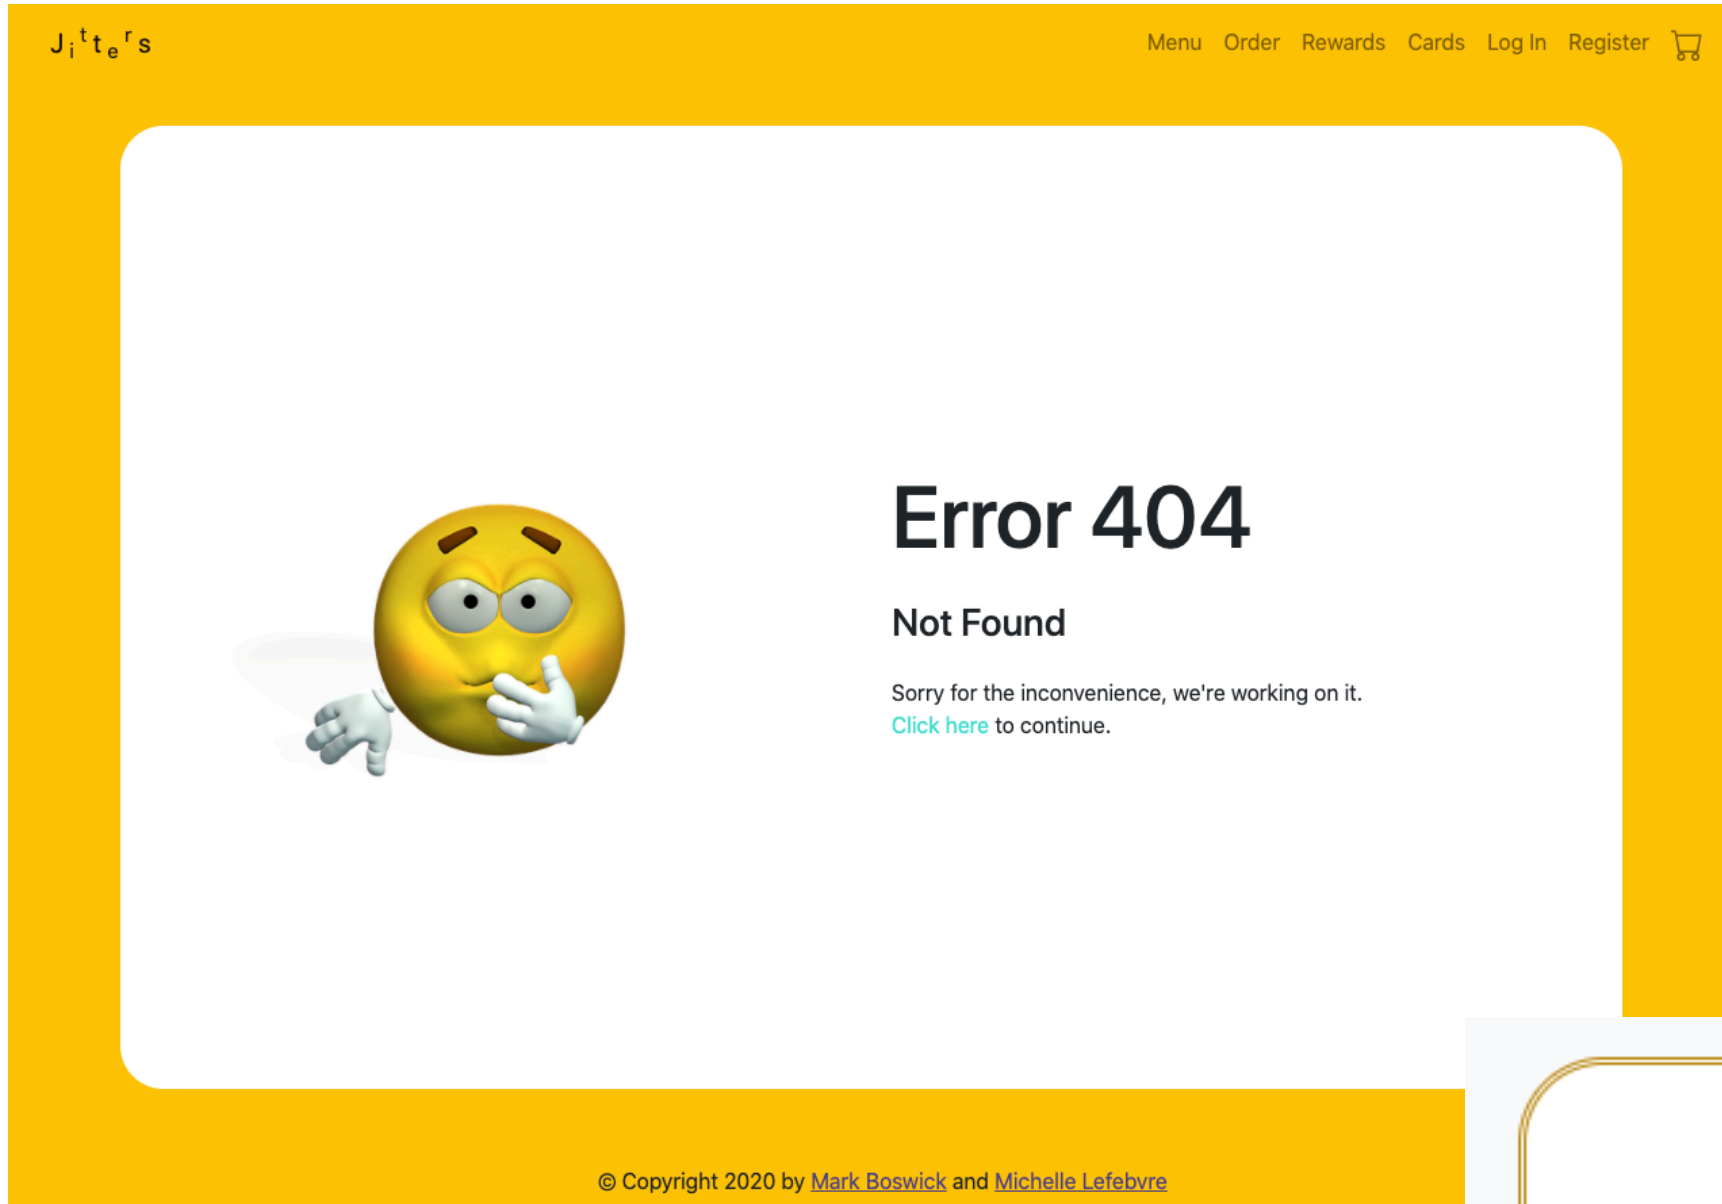 Jitters
Menu Order Rewards Cards Log In Register
Error 404
Not Found
Sorry for the inconvenience, we're working on it.
Click here to continue.
© Copyright 2020 by Mark Boswick and Michelle Lefebvre